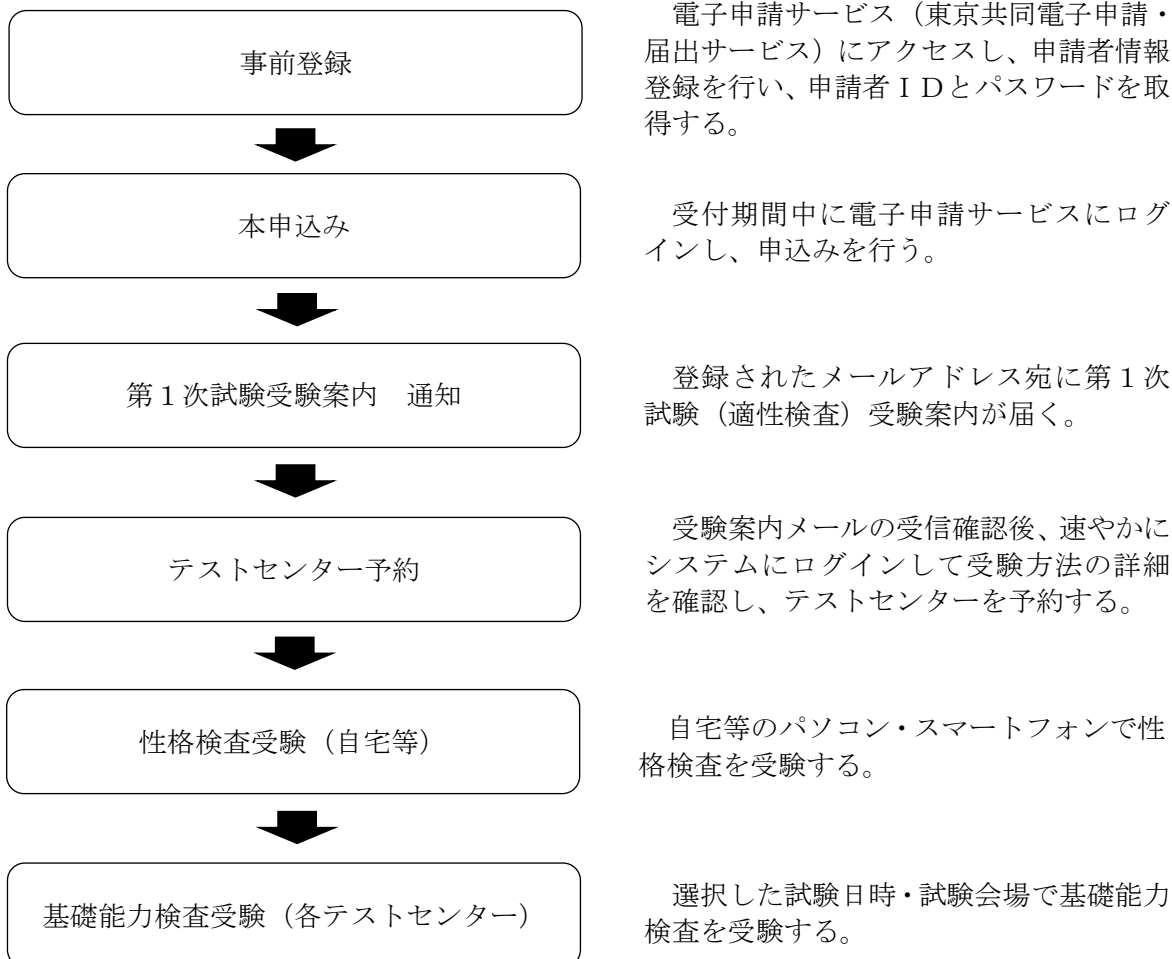 事前登録
電子申請サービス（東京共同電子申請・
届出サービス）にアクセスし、申請者情報
登録を行い、申請者ＩＤとパスワードを取
得する。
本申込み
受付期間中に電子申請サービスにログ
インし、申込みを行う。
第１次試験受験案内　通知
登録されたメールアドレス宛に第１次
試験（適性検査）受験案内が届く。
テストセンター予約
受験案内メールの受信確認後、速やかに
システムにログインして受験方法の詳細
を確認し、テストセンターを予約する。
性格検査受験（自宅等）
自宅等のパソコン・スマートフォンで性
格検査を受験する。
基礎能力検査受験（各テストセンター）
選択した試験日時・試験会場で基礎能力
検査を受験する。